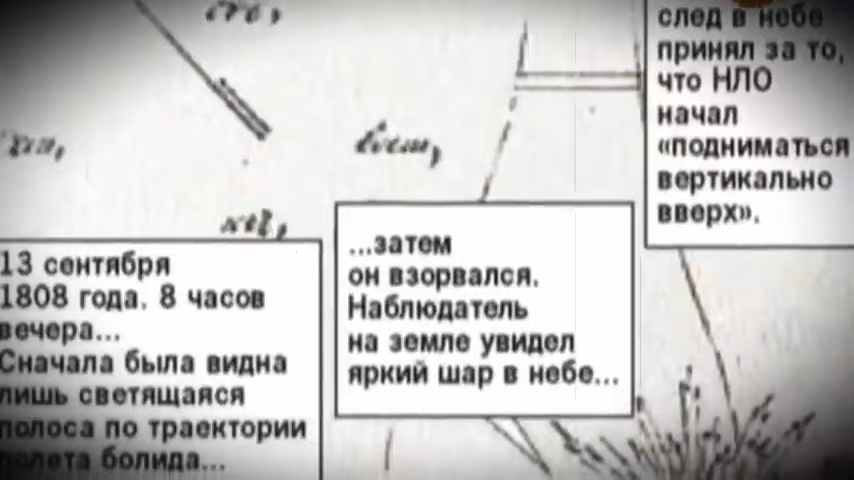 13 сентября
1808 года. 8 часов
вечера...
Сначала была видна
лишь светящаяся
полоса по траектории
полета болида...
...затем
он взорвался.
Наблюдатель
на земле увидел
яркий шар в небе...
след в небе
принял за то,
что НЛО
начал
«подниматься
вертикально
вверх».